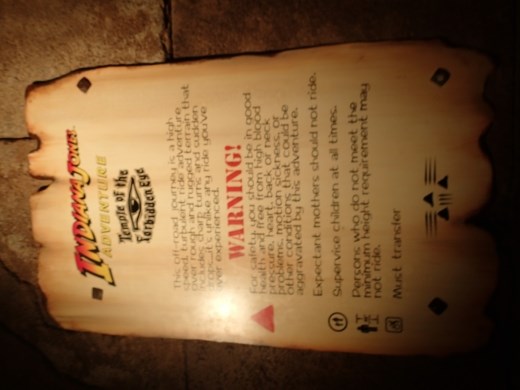 INDIANA JONES
ADVENTURE
Temple of the
Forbidden Eye
This off-road journey is a high
speed, turbulent ride adventure
over rough and rugged terrain that
includes sharp turns and sudden
drops. It's unlike any ride you've
ever experienced.
WARNING!
For safety, you should be in good
health and free from high blood
pressure, heart, back or neck
problems, motion sickness, or
other conditions that could be
aggravated by this adventure.
Expectant mothers should not ride.
Supervise children at all times.
Persons who do not meet the
minimum height requirement may
not ride.
Must transfer